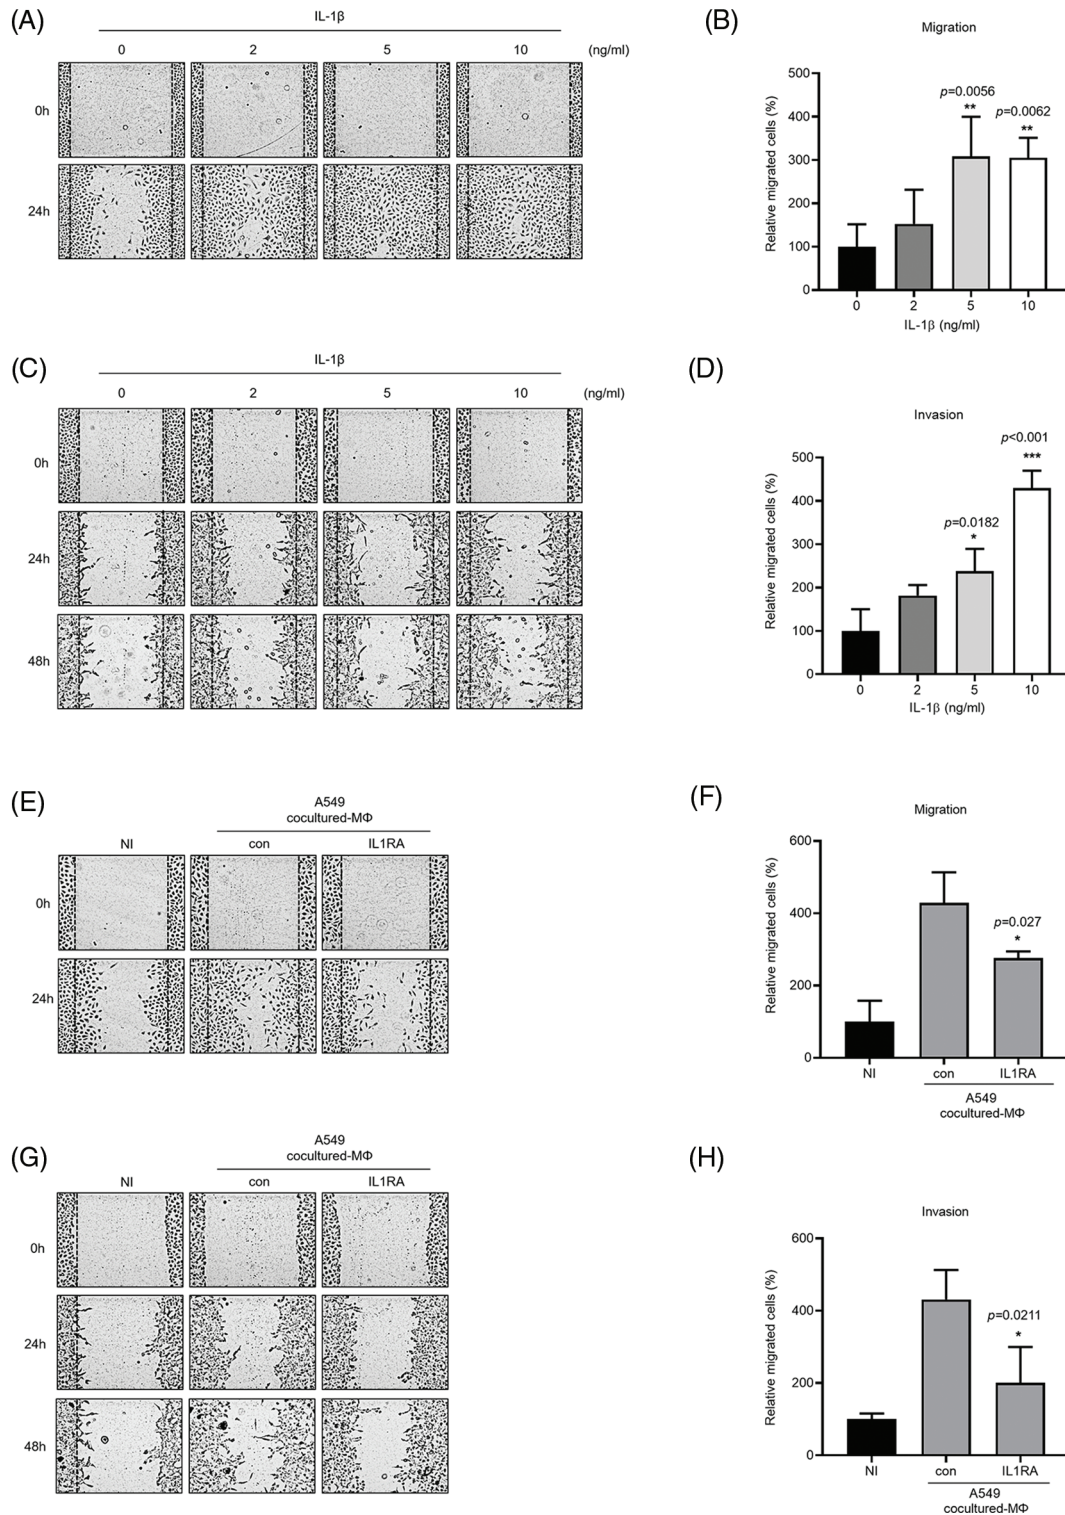 (A)
IL-1β
0 2 5 10 (ng/ml)
0h
24h
(B)
Migration
Relative migrated cells (%)
500
400
300
200
100
0
p=0.0056
**
p=0.0062
**
0 2 5 10
IL-1β (ng/ml)
(C)
IL-1β
0 2 5 10 (ng/ml)
0h
24h
48h
(D)
Invasion
Relative migrated cells (%)
500
400
300
200
100
0
p<0.001
***
p=0.0182
*
0 2 5 10
IL-1β (ng/ml)
(E)
A549
cocultured-MΦ
NI con IL1RA
0h
24h
(F)
Migration
Relative migrated cells (%)
600
400
200
0
p=0.027
*
NI con IL1RA
A549
cocultured-MΦ
(G)
A549
cocultured-MΦ
NI con IL1RA
0h
24h
48h
(H)
Invasion
Relative migrated cells (%)
600
400
200
0
p=0.0211
*
NI con IL1RA
A549
cocultured-MΦ